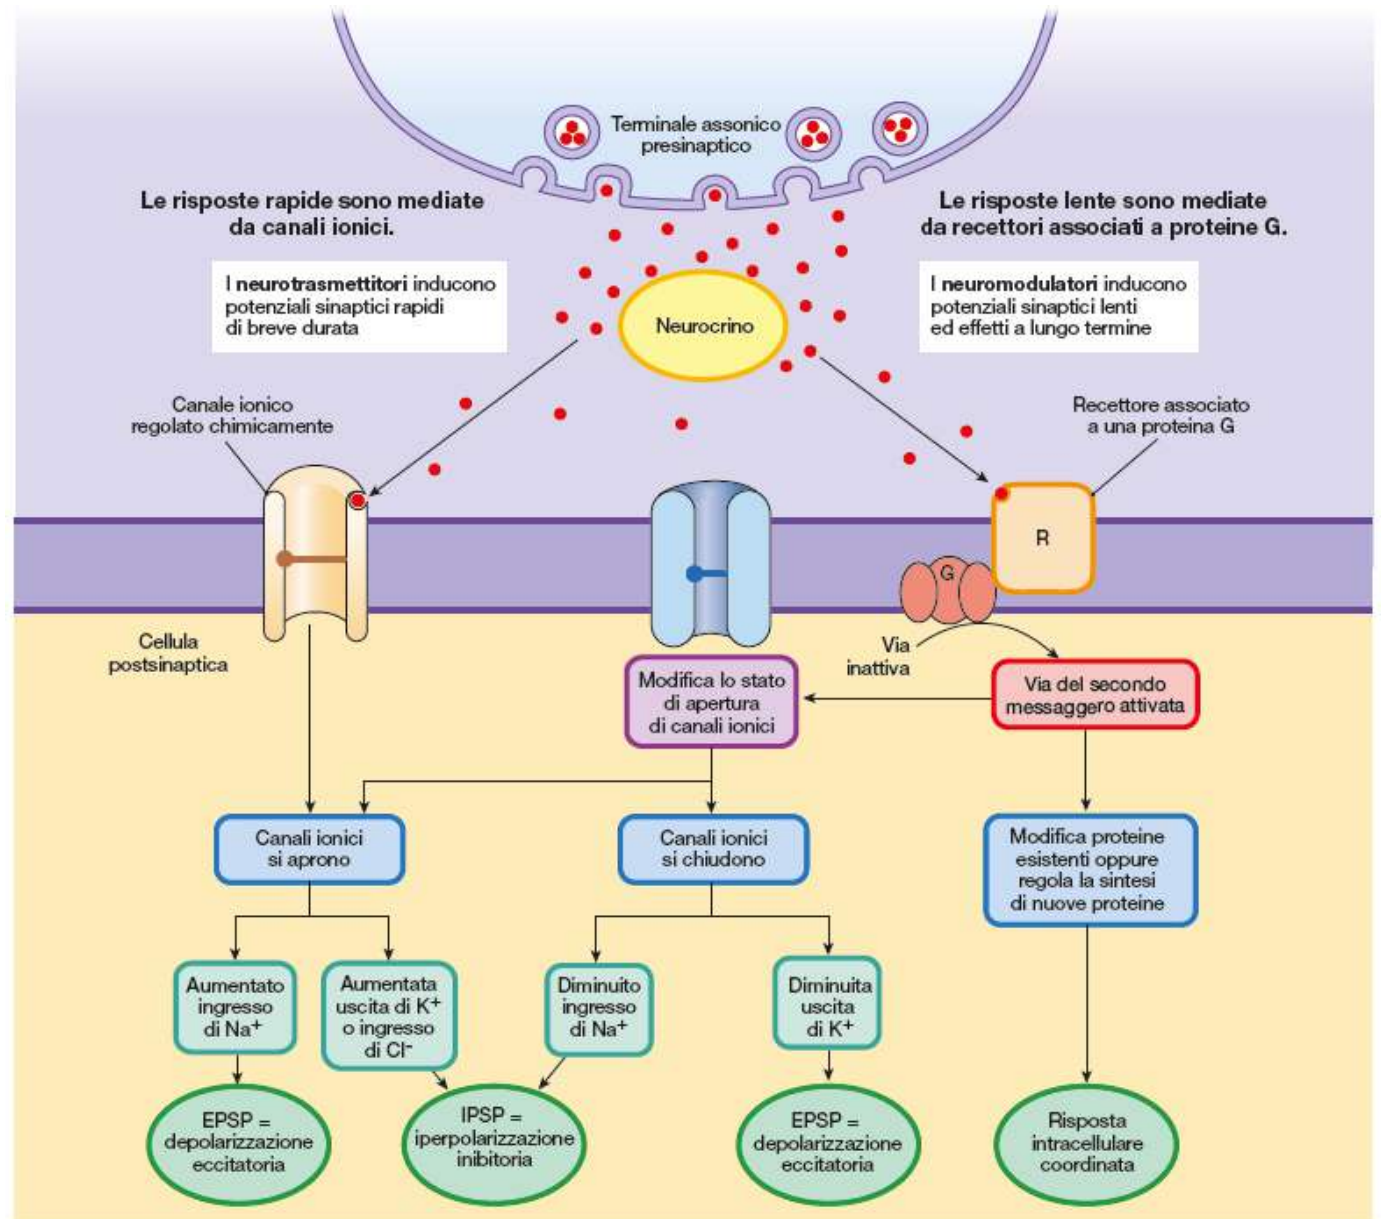 Terminale assonico
presinaptico
Le risposte rapide sono mediate
da canali ionici.
Le risposte lente sono mediate
da recettori associati a proteine G.
I neurotrasmettitori inducono
potenziali sinaptici rapidi
di breve durata
Neurocrino
I neuromodulatori inducono
potenziali sinaptici lenti
ed effetti a lungo termine
Canale ionico
regolato chimicamente
Recettore associato
a una proteina G
R
G
Cellula
postsinaptica
Via
inattiva
Modifica lo stato
di apertura
di canali ionici
Via del secondo
messaggero attivata
Canali ionici
si aprono
Canali ionici
si chiudono
Modifica proteine
esistenti oppure
regola la sintesi
di nuove proteine
Aumentato
ingresso
di Na⁺
Aumentata
uscita di K⁺
o ingresso
di Cl⁻
Diminuito
ingresso
di Na⁺
Diminuita
uscita
di K⁺
EPSP =
depolarizzazione
eccitatoria
IPSP =
iperpolarizzazione
inibitoria
EPSP =
depolarizzazione
eccitatoria
Risposta
intracellulare
coordinata